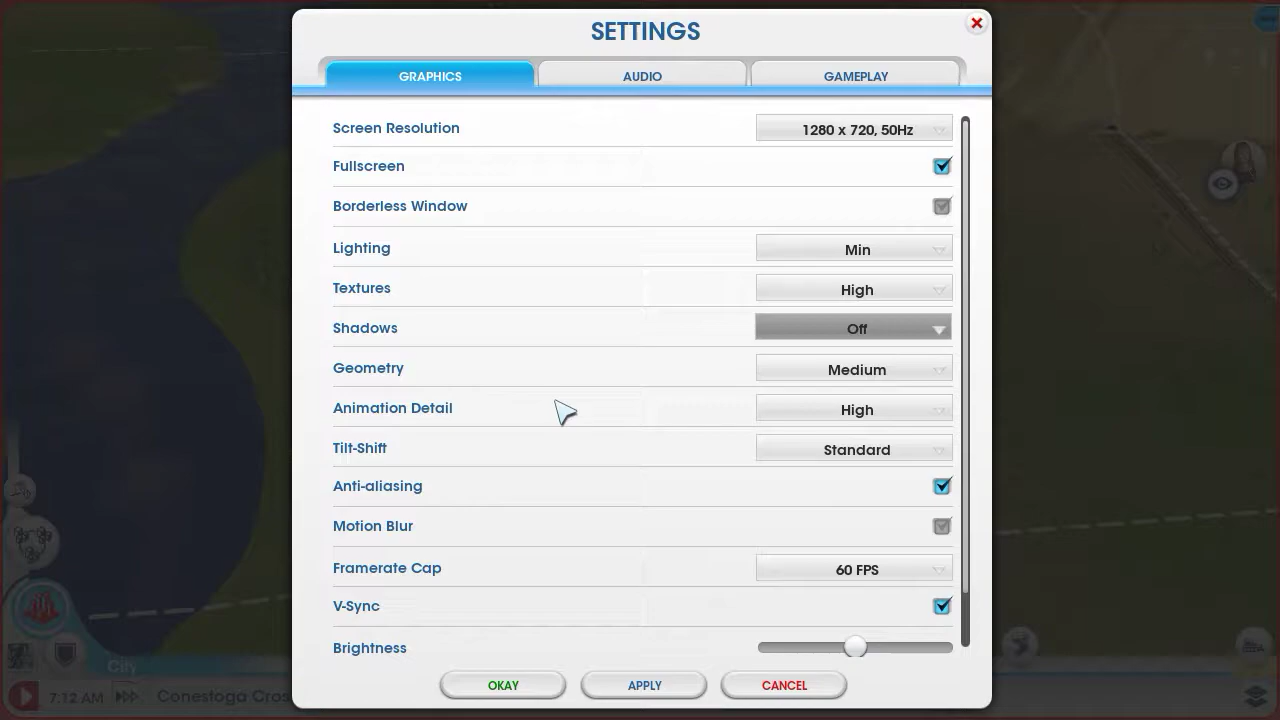 SETTINGS
GRAPHICS
AUDIO
GAMEPLAY
Screen Resolution
1280 x 720, 50Hz
Fullscreen
Borderless Window
Lighting
Min
Textures
High
Shadows
Off
Geometry
Medium
Animation Detail
High
Tilt-Shift
Standard
Anti-aliasing
Motion Blur
Framerate Cap
60 FPS
V-Sync
Brightness
OKAY
APPLY
CANCEL
City
7:12 AM
Conestoga Cros